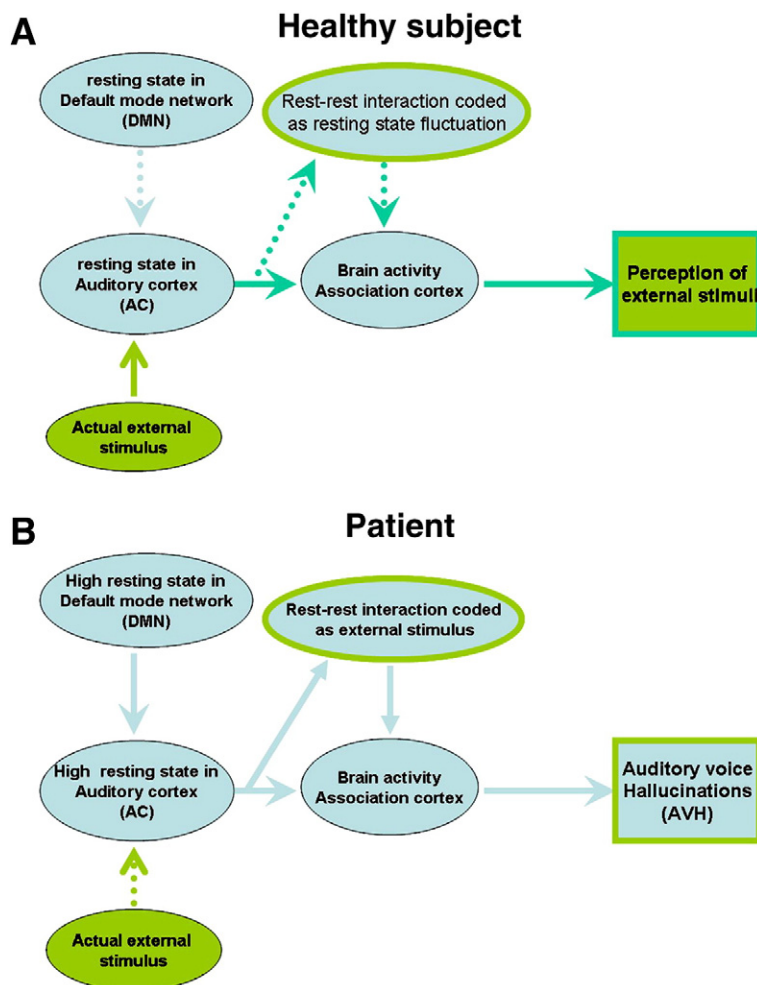 A
Healthy subject
resting state in
Default mode network
(DMN)
Rest-rest interaction coded
as resting state fluctuation
resting state in
Auditory cortex
(AC)
Brain activity
Association cortex
Perception of
external stimuli
Actual external
stimulus
B
Patient
High resting state in
Default mode network
(DMN)
Rest-rest interaction coded
as external stimulus
High resting state in
Auditory cortex
(AC)
Brain activity
Association cortex
Auditory voice
Hallucinations
(AVH)
Actual external
stimulus